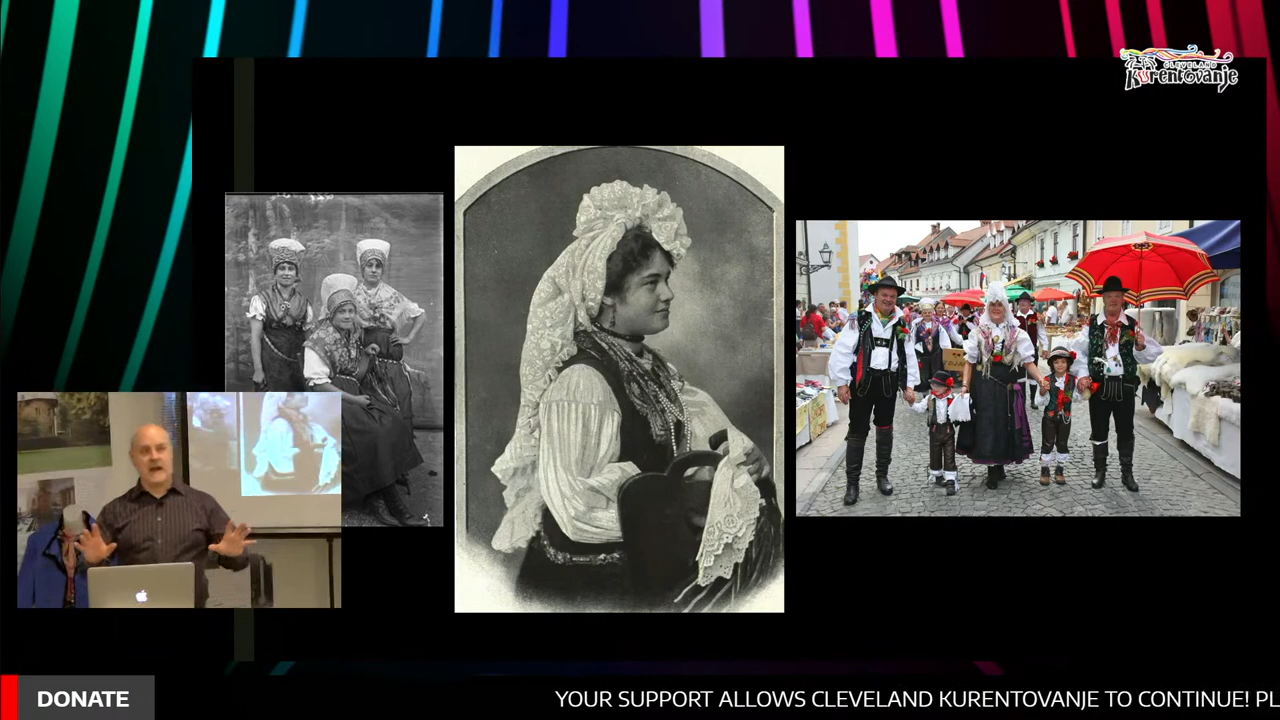 CLEVELAND
Kurentovanje
DONATE
YOUR SUPPORT ALLOWS CLEVELAND KURENTOVANJE TO CONTINUE! PL